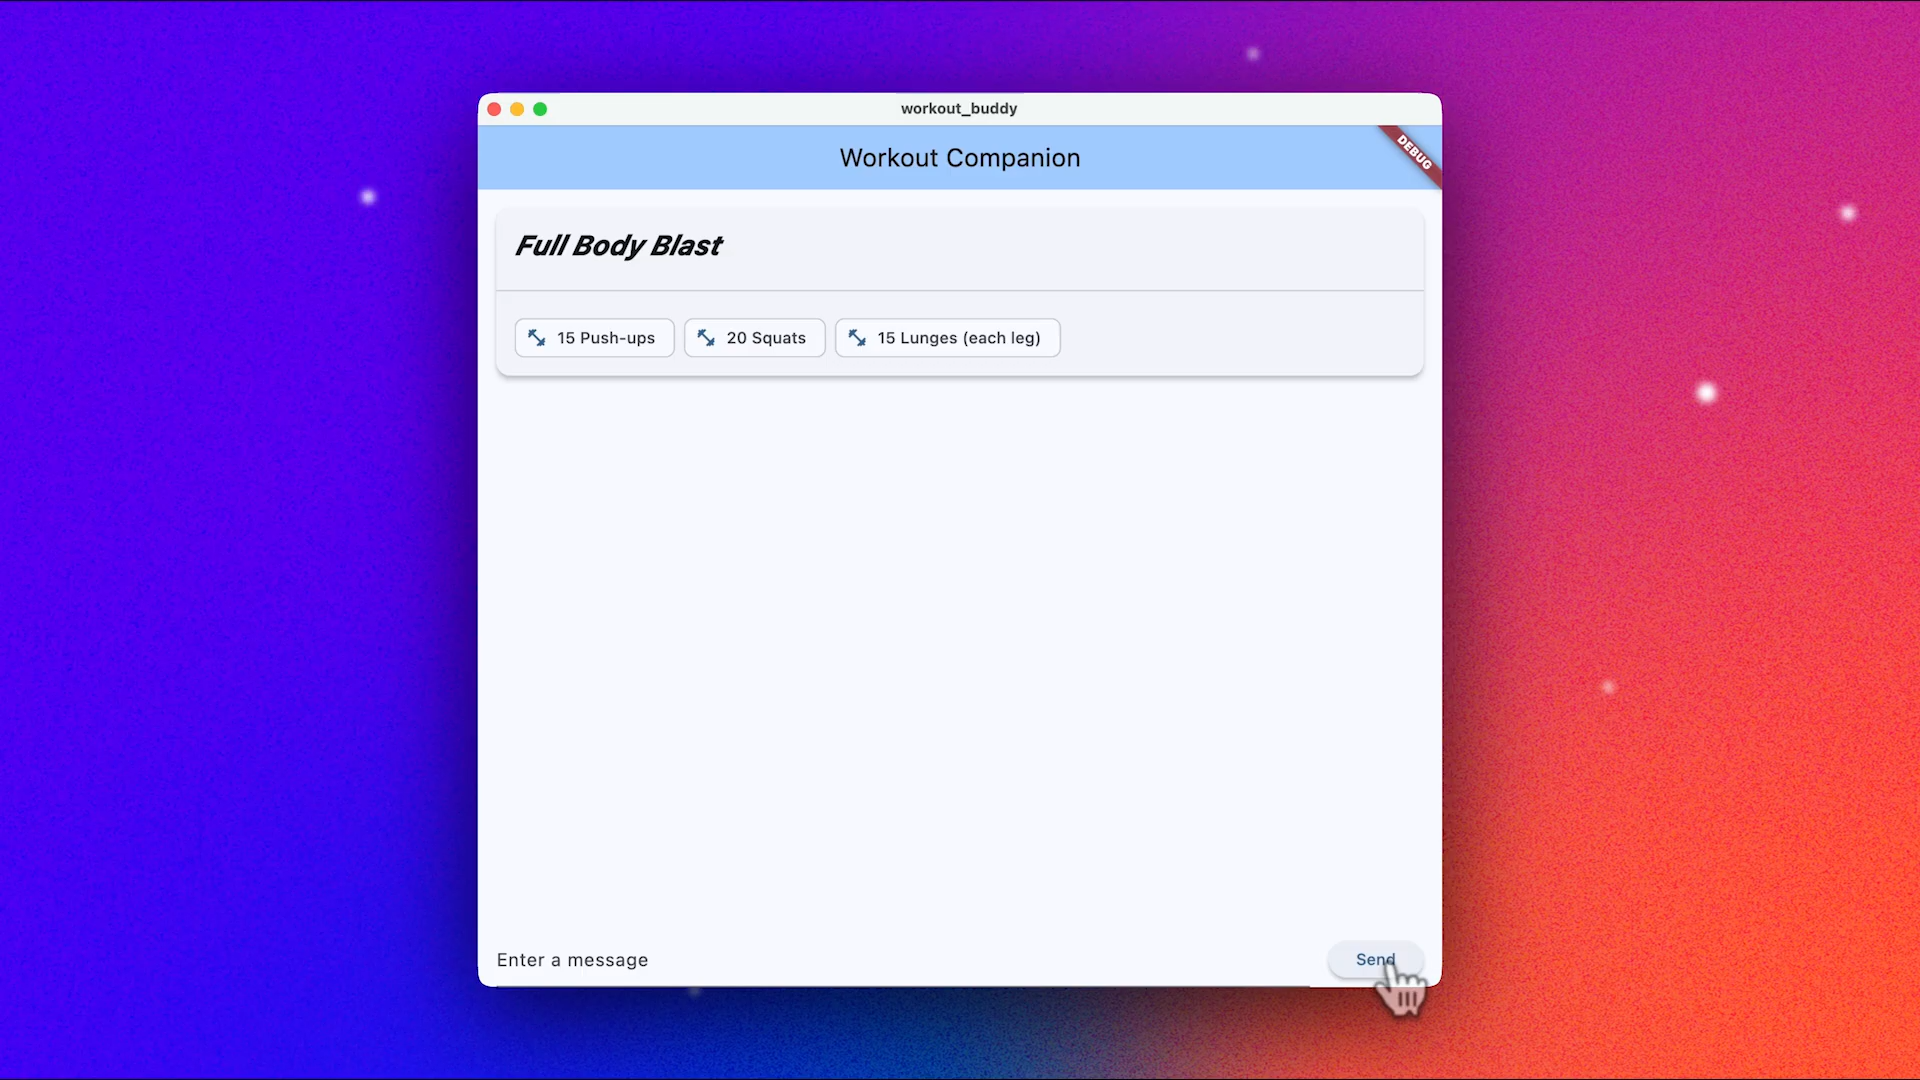 workout_buddy
Workout Companion
DEBUG
Full Body Blast
15 Push-ups 20 Squats 15 Lunges (each leg)
Enter a message Send